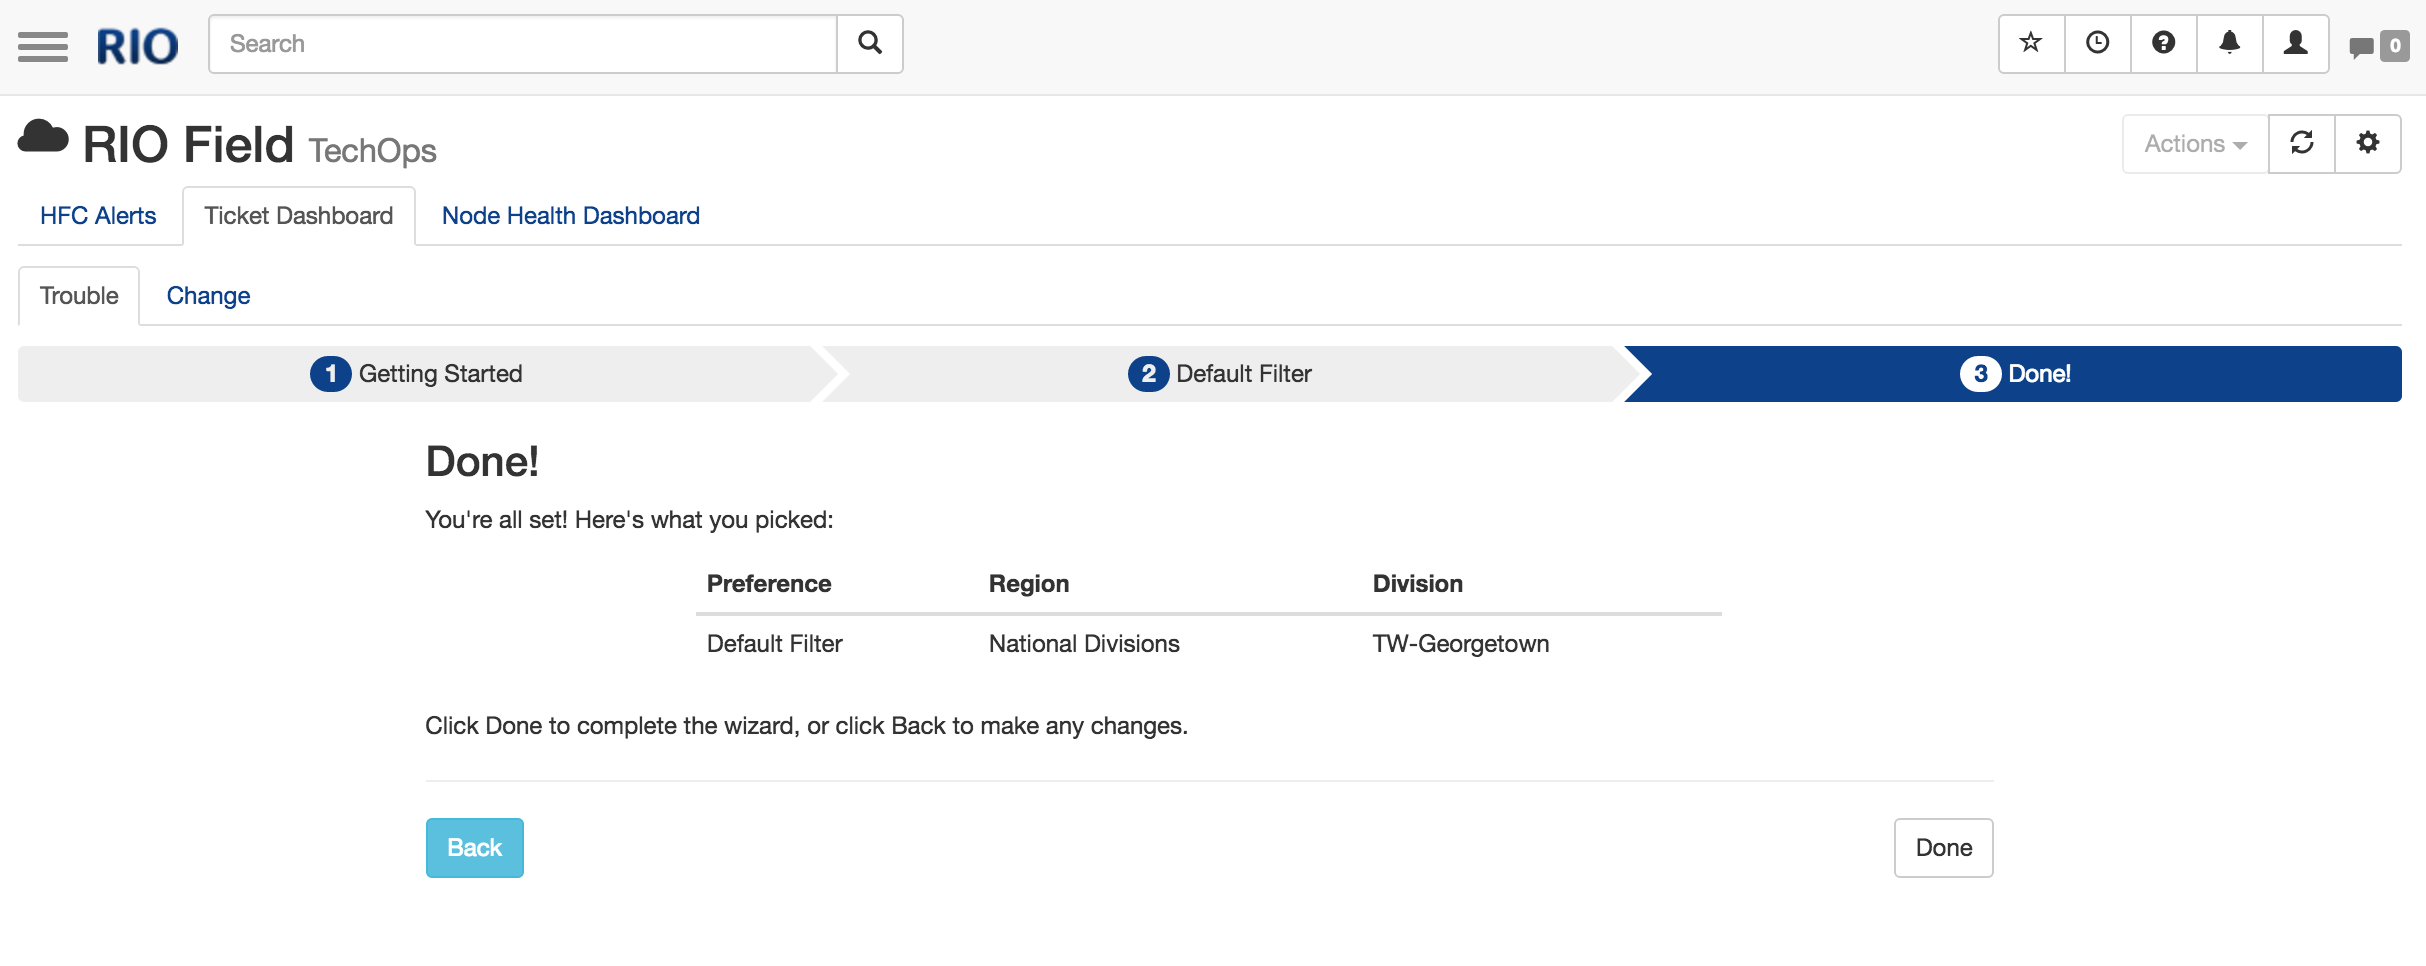 RIO
Search
0
RIO Field TechOps
Actions
HFC Alerts
Ticket Dashboard
Node Health Dashboard
Trouble
Change
1 Getting Started
2 Default Filter
3 Done!
Done!
You're all set! Here's what you picked:
Preference Region Division
Default Filter National Divisions TW-Georgetown
Click Done to complete the wizard, or click Back to make any changes.
Back
Done